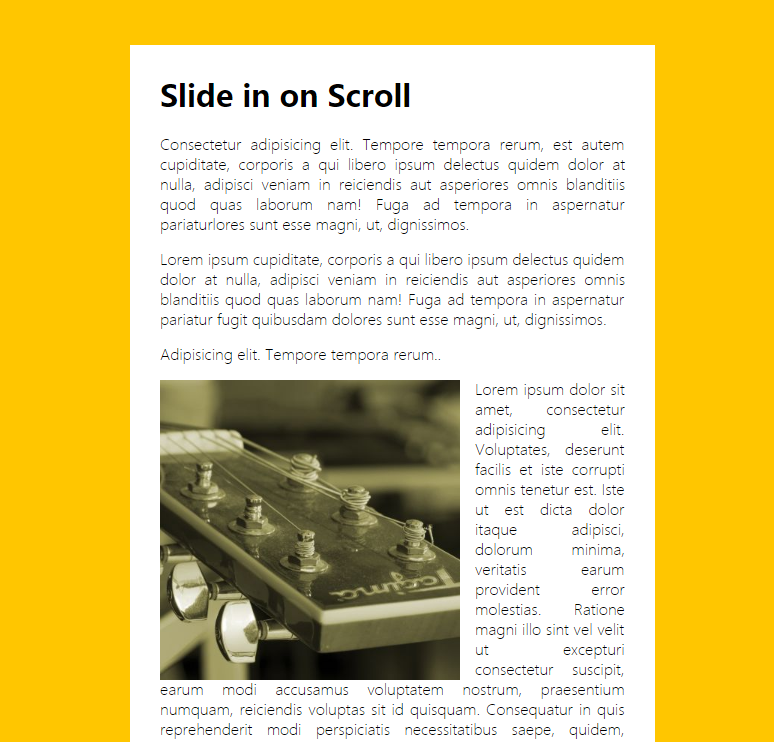 Slide in on Scroll
Consectetur adipisicing elit. Tempore tempora rerum, est autem
cupiditate, corporis a qui libero ipsum delectus quidem dolor at
nulla, adipisci veniam in reiciendis aut asperiores omnis blanditiis
quod quas laborum nam! Fuga ad tempora in aspernatur
pariaturlores sunt esse magni, ut, dignissimos.
Lorem ipsum cupiditate, corporis a qui libero ipsum delectus quidem
dolor at nulla, adipisci veniam in reiciendis aut asperiores omnis
blanditiis quod quas laborum nam! Fuga ad tempora in aspernatur
pariatur fugit quibusdam dolores sunt esse magni, ut, dignissimos.
Adipisicing elit. Tempore tempora rerum..
Lorem ipsum dolor sit
amet, consectetur
adipisicing elit.
Voluptates, deserunt
facilis et iste corrupti
omnis tenetur est. Iste
ut est dicta dolor
itaque adipisci,
dolorum minima,
veritatis earum
provident error
molestias. Ratione
magni illo sint vel velit
ut excepturi
consectetur suscipit,
earum modi accusamus voluptatem nostrum, praesentium
numquam, reiciendis voluptas sit id quisquam. Consequatur in quis
reprehenderit modi perspiciatis necessitatibus saepe, quidem,
Tajima